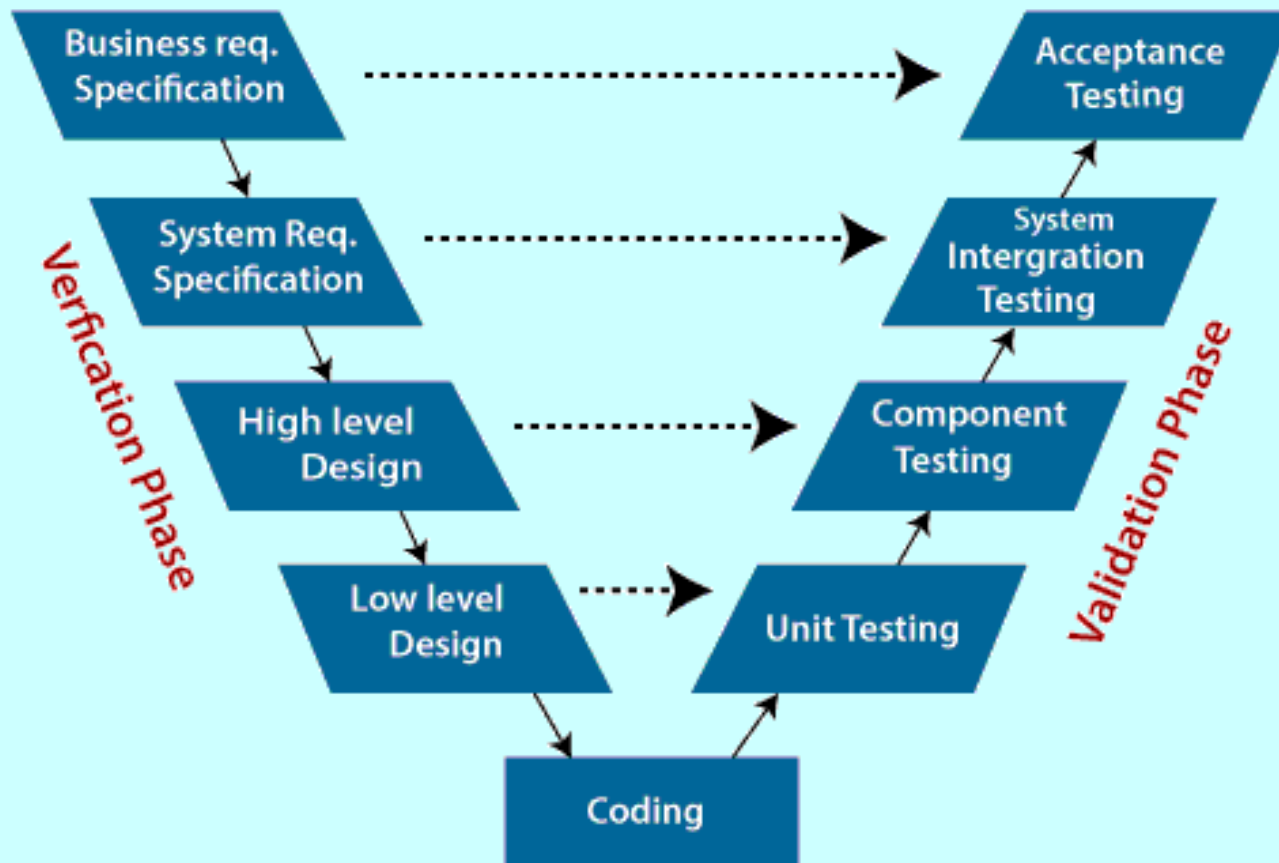 Business req.
Specification
Acceptance
Testing
System Req.
Specification
System
Intergration
Testing
Verfication Phase
High level
Design
Component
Testing
Validation Phase
Low level
Design
Unit Testing
Coding